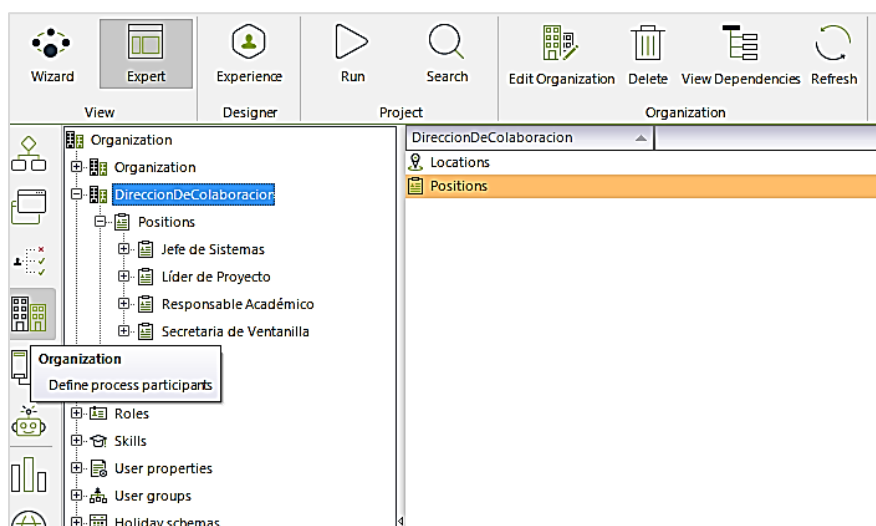 Wizard Expert Experience Run Search Edit Organization Delete View Dependencies Refresh
View Designer Project Organization
Organization
Organization
DireccionDeColaboracion
Positions
Jefe de Sistemas
Líder de Proyecto
Responsable Académico
Secretaria de Ventanilla
Organization
Define process participants
Roles
Skills
User properties
User groups
Holiday schemas
DireccionDeColaboracion
Locations
Positions